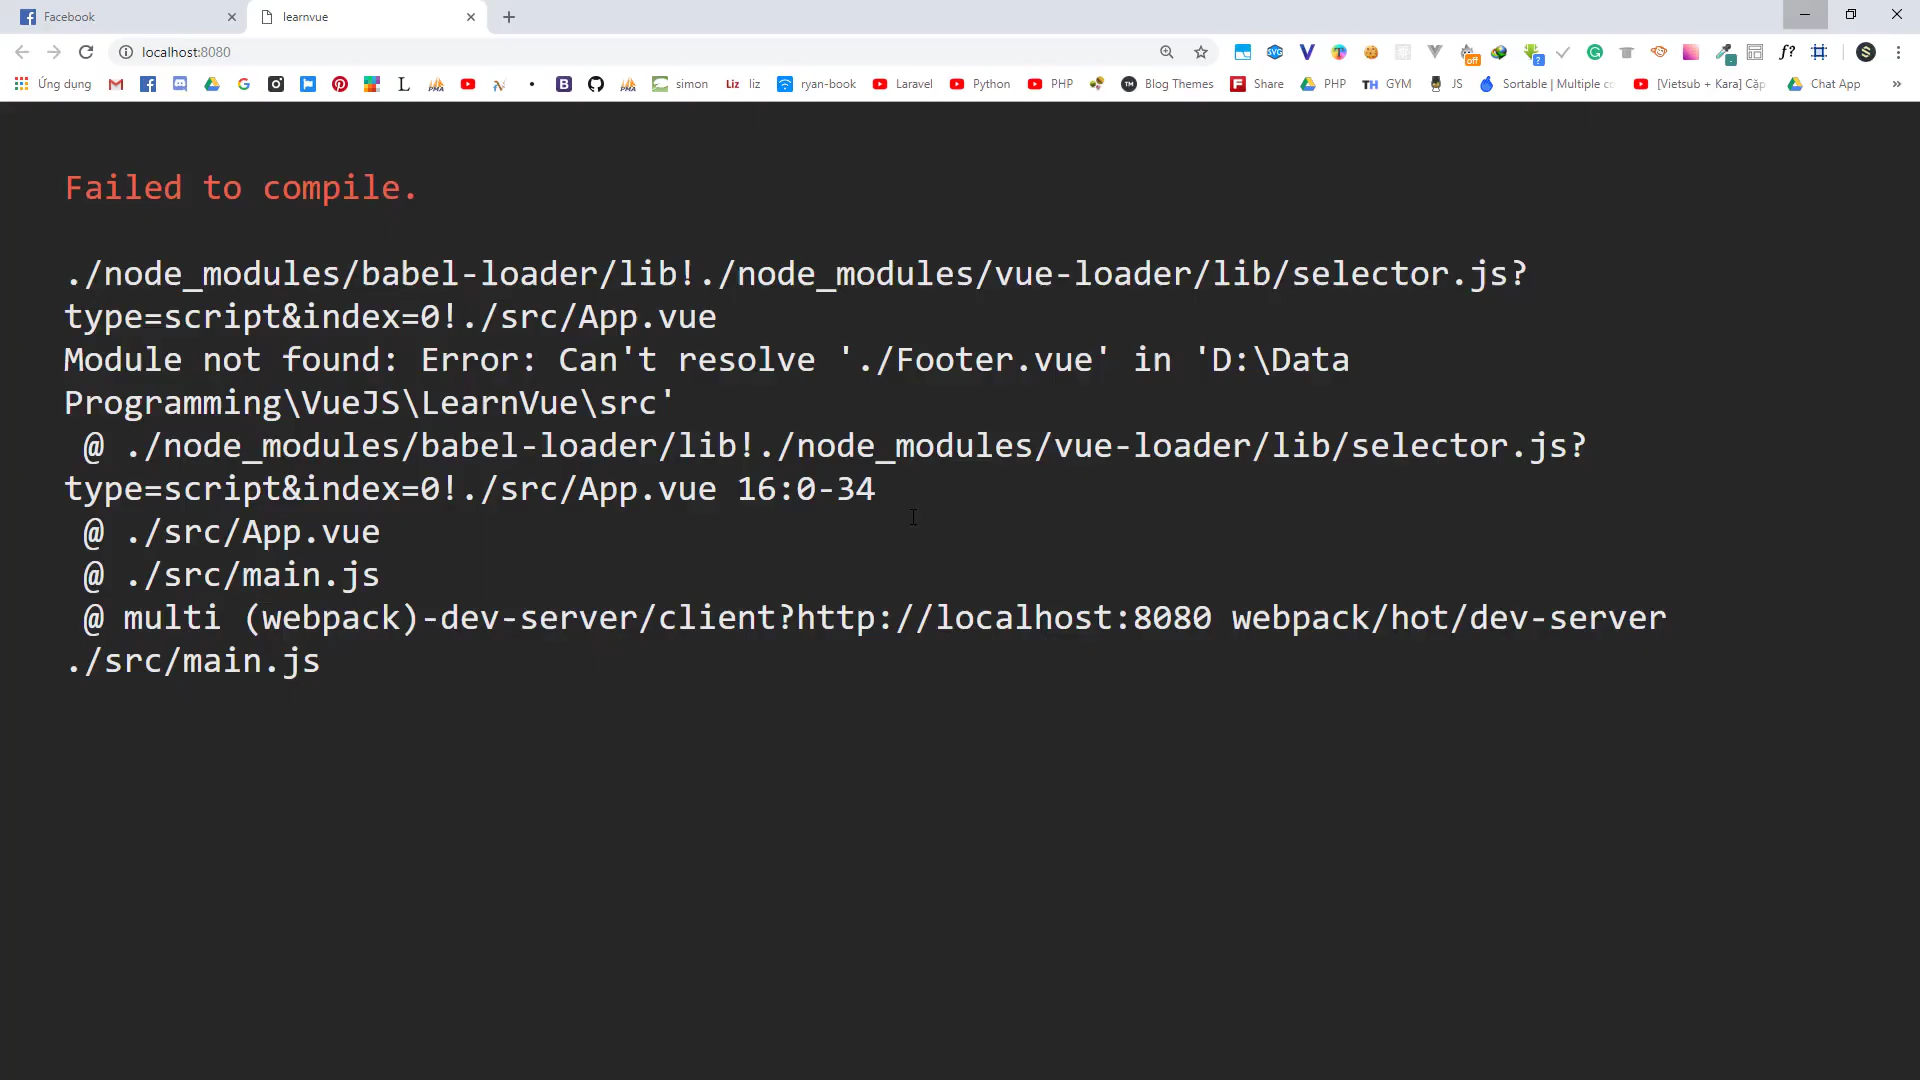 Facebook
learnvue
localhost:8080
Ứng dụng
L
simon
Liz liz
ryan-book
Laravel
Python
PHP
Blog Themes
Share
PHP
TH GYM
JS
Sortable | Multiple co
[Vietsub + Kara] Cặp
Chat App
Failed to compile.
./node_modules/babel-loader/lib!./node_modules/vue-loader/lib/selector.js?
type=script&index=0!./src/App.vue
Module not found: Error: Can't resolve './Footer.vue' in 'D:\Data
Programming\VueJS\LearnVue\src'
@ ./node_modules/babel-loader/lib!./node_modules/vue-loader/lib/selector.js?
type=script&index=0!./src/App.vue 16:0-34
@ ./src/App.vue
@ ./src/main.js
@ multi (webpack)-dev-server/client?http://localhost:8080 webpack/hot/dev-server
./src/main.js